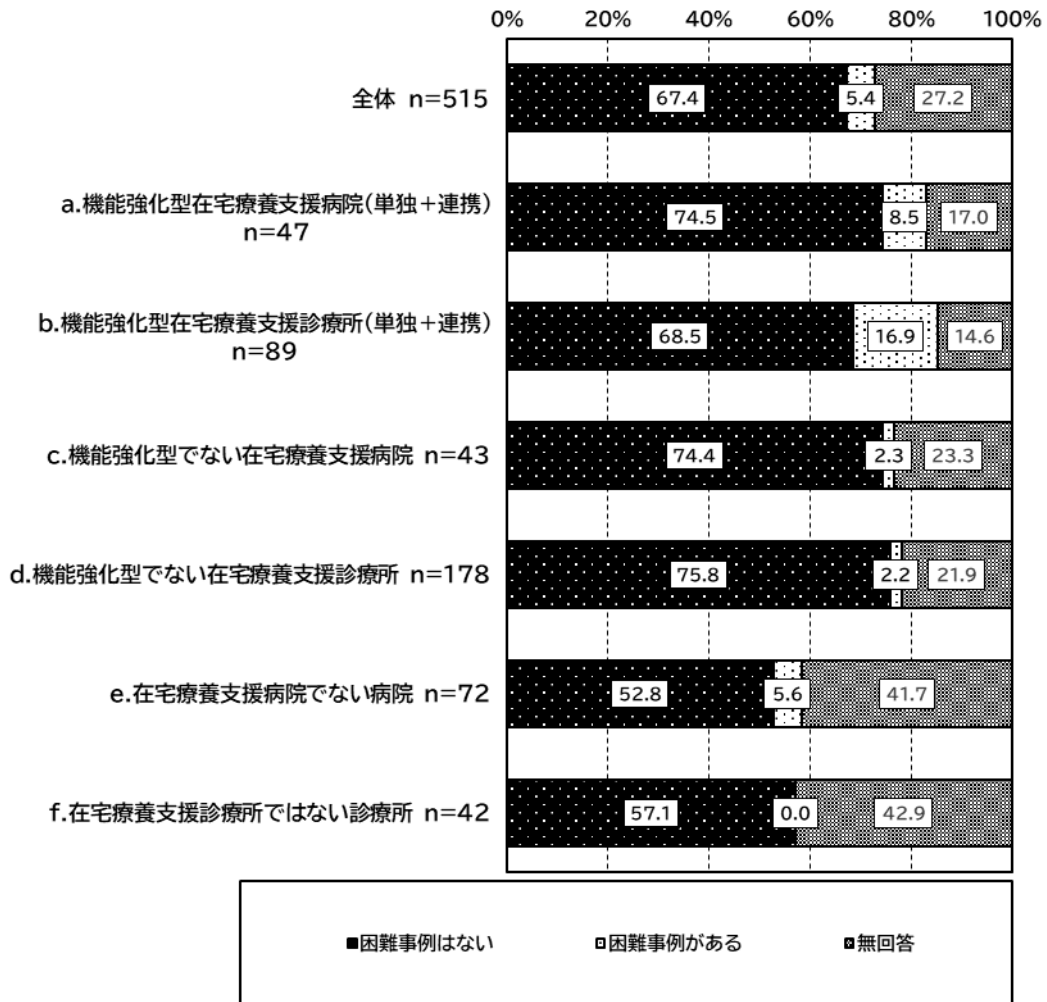 0% 20% 40% 60% 80% 100%
全体 n=515
67.4 5.4 27.2
a.機能強化型在宅療養支援病院(単独＋連携)
n=47
74.5 8.5 17.0
b.機能強化型在宅療養支援診療所(単独＋連携)
n=89
68.5 16.9 14.6
c.機能強化型でない在宅療養支援病院 n=43
74.4 2.3 23.3
d.機能強化型でない在宅療養支援診療所 n=178
75.8 2.2 21.9
e.在宅療養支援病院でない病院 n=72
52.8 5.6 41.7
f.在宅療養支援診療所ではない診療所 n=42
57.1 0.0 42.9
困難事例はない 困難事例がある 無回答